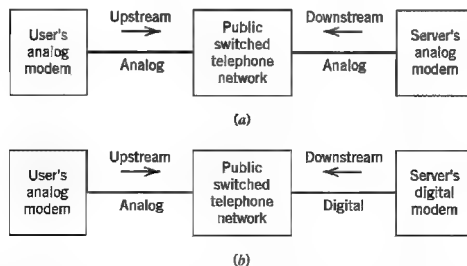 Upstream
Downstream
User's
analog
modem
Public
switched
telephone
network
Server's
analog
modem
Analog
Analog
(a)
Upstream
Downstream
User's
analog
modem
Public
switched
telephone
network
Server's
digital
modem
Analog
Digital
(b)